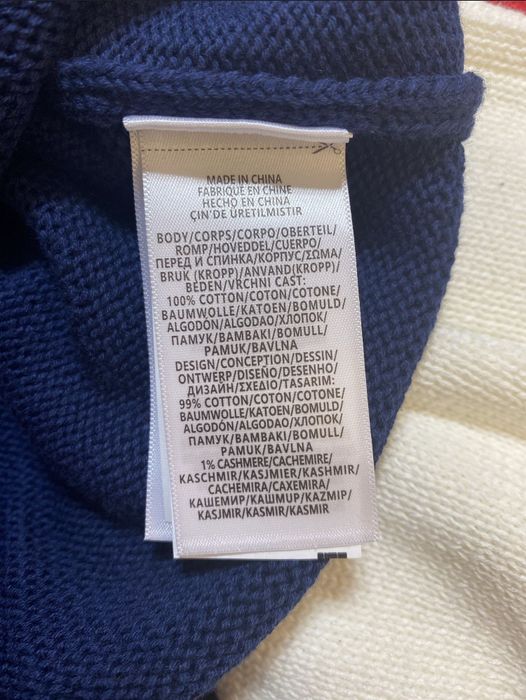 MADE IN CHINA
FABRIQUÉ EN CHINE
HECHO EN CHINA
ÇİN'DE ÜRETİLMİŞTİR
BODY/CORPS/CORPO/OBERTEIL/
ROMP/HOVEDDEL/CUERPO/
ПЕРЕД И СПИНКА/KORPUC/ΣΩΜΑ/
BRUK (KROPP)/ANVAND(KROPP)/
BEDEN/VRCHNI CAST:
100% COTTON/COTON/COTONE/
BAUMWOLLE/KATOEN/BOMULD/
ALGODÓN/ALGODAO/ХЛОПОК/
ПАМУК/BAMBAKI/BOMULL/
PAMUK/BAVLNA
DESIGN/CONCEPTION/DESSIN/
ONTWERP/DISEÑO/DESENHO/
ДИЗАЙН/ΣΧΕΔΙΟ/TASARIM:
99% COTTON/COTON/COTONE/
BAUMWOLLE/KATOEN/BOMULD/
ALGODÓN/ALGODAO/ХЛОПОК/
ПАМУК/BAMBAKI/BOMULL/
PAMUK/BAVLNA
1% CASHMERE/CACHEMIRE/
KASCHMIR/KASJMIER/KASHMIR/
CACHEMIRA/CAXEMIRA/
КАШЕМИР/КАШМИР/ΚΑΖΜΙΡ/
KASJMIR/KASMIR/KASMIR